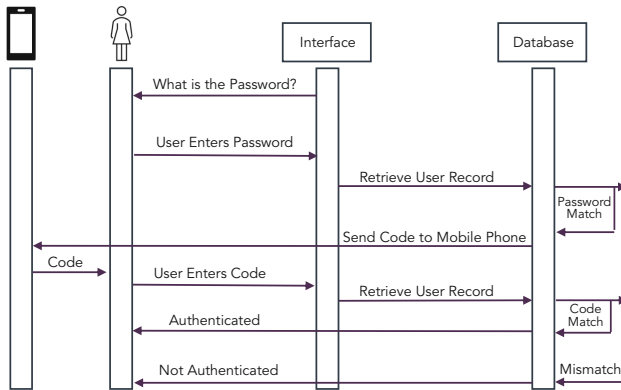 Interface
Database
What is the Password?
User Enters Password
Retrieve User Record
Password
Match
Send Code to Mobile Phone
Code
User Enters Code
Retrieve User Record
Code
Match
Authenticated
Not Authenticated
Mismatch